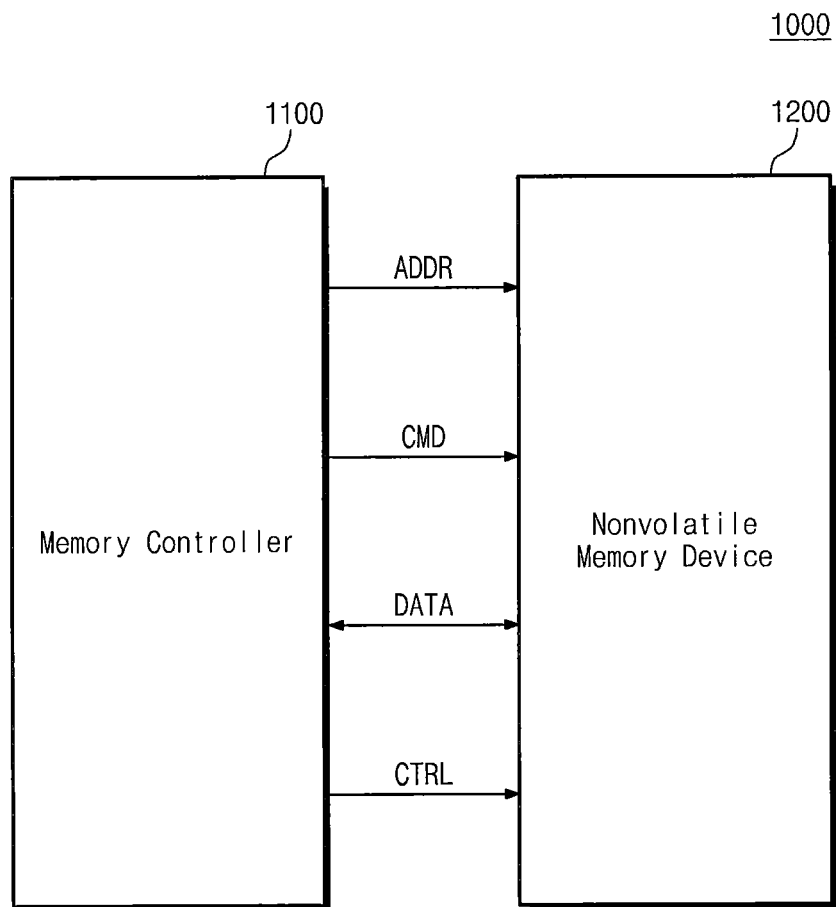 1000
1100
1200
ADDR
CMD
Memory Controller
Nonvolatile
Memory Device
DATA
CTRL